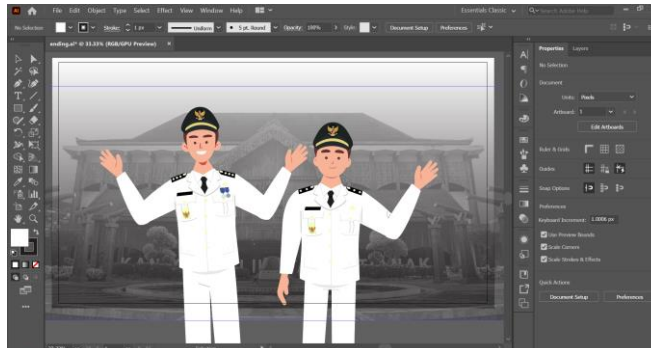 File Edit Object Type Select Effect View Window Help
Essentials Classic
Search Adobe Help
No Selection
Stroke: 1 px
Uniform
5 pt. Round
Opacity: 100%
Style:
Document Setup
Preferences
ending.ai* @ 33.33% (RGB/GPU Preview)
Properties
Layers
No Selection
Document
Units: Pixels
Artboard: 1
Edit Artboards
Ruler & Grids
Guides
Snap Options
Preferences
Keyboard Increment:
Use Preview Bounds
Scale Corners
Scale Strokes & Effects
Quick Actions
Document Setup
Preferences